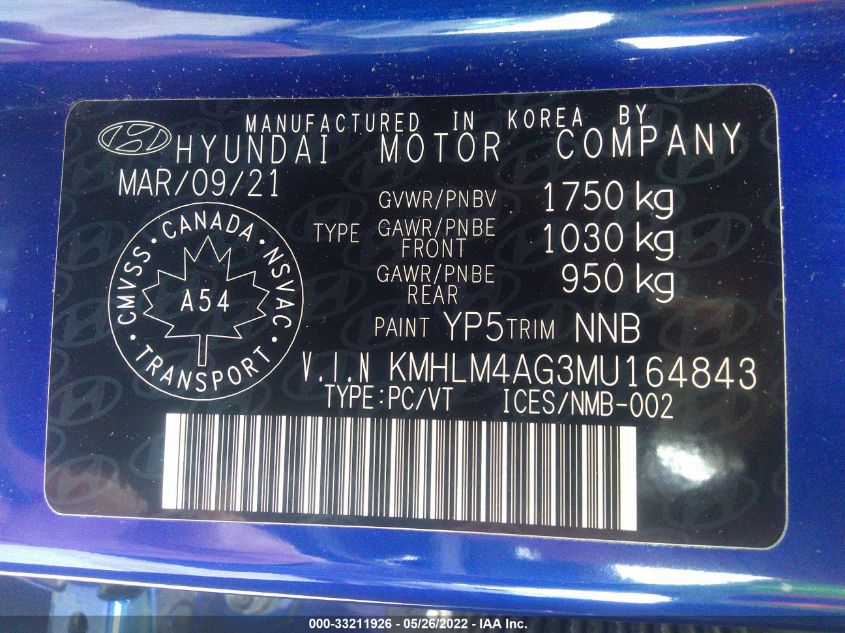 MANUFACTURED IN KOREA BY
HYUNDAI MOTOR COMPANY
MAR/09/21
GVWR/PNBV 1750 kg
TYPE GAWR/PNBE FRONT 1030 kg
GAWR/PNBE REAR 950 kg
CMVSS · CANADA · NSVAC · TRANSPORT ·
A54
PAINT YP5 TRIM NNB
V.I.N KMHLM4AG3MU164843
TYPE:PC/VT ICES/NMB-002
000-33211926 - 05/26/2022 - IAA Inc.